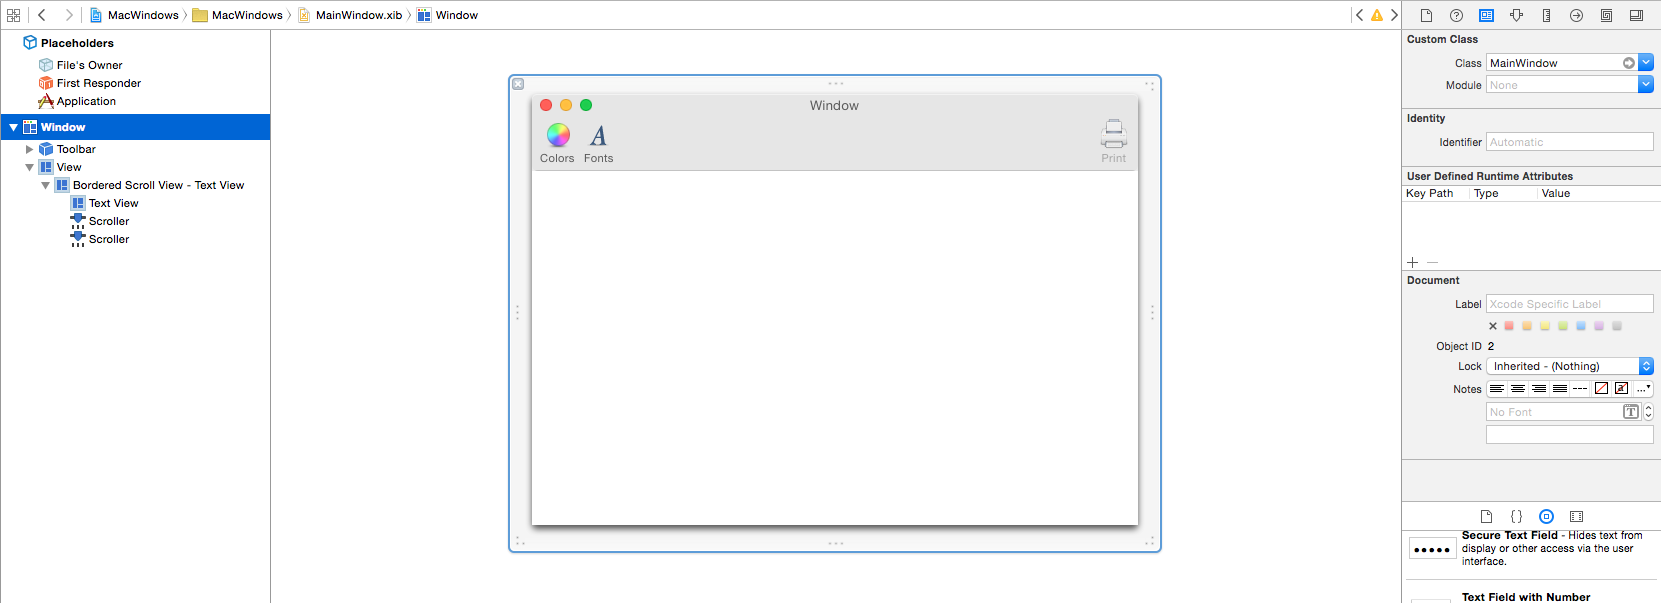 MacWindows MacWindows MainWindow.xib Window
Placeholders
File's Owner
First Responder
Application
Window
Toolbar
View
Bordered Scroll View - Text View
Text View
Scroller
Scroller
Window
Colors Fonts Print
Custom Class
Class MainWindow
Module None
Identity
Identifier Automatic
User Defined Runtime Attributes
Key Path Type Value
Document
Label Xcode Specific Label
Object ID 2
Lock Inherited - (Nothing)
Notes
No Font
Secure Text Field - Hides text from
display or other access via the user
interface.
Text Field with Number